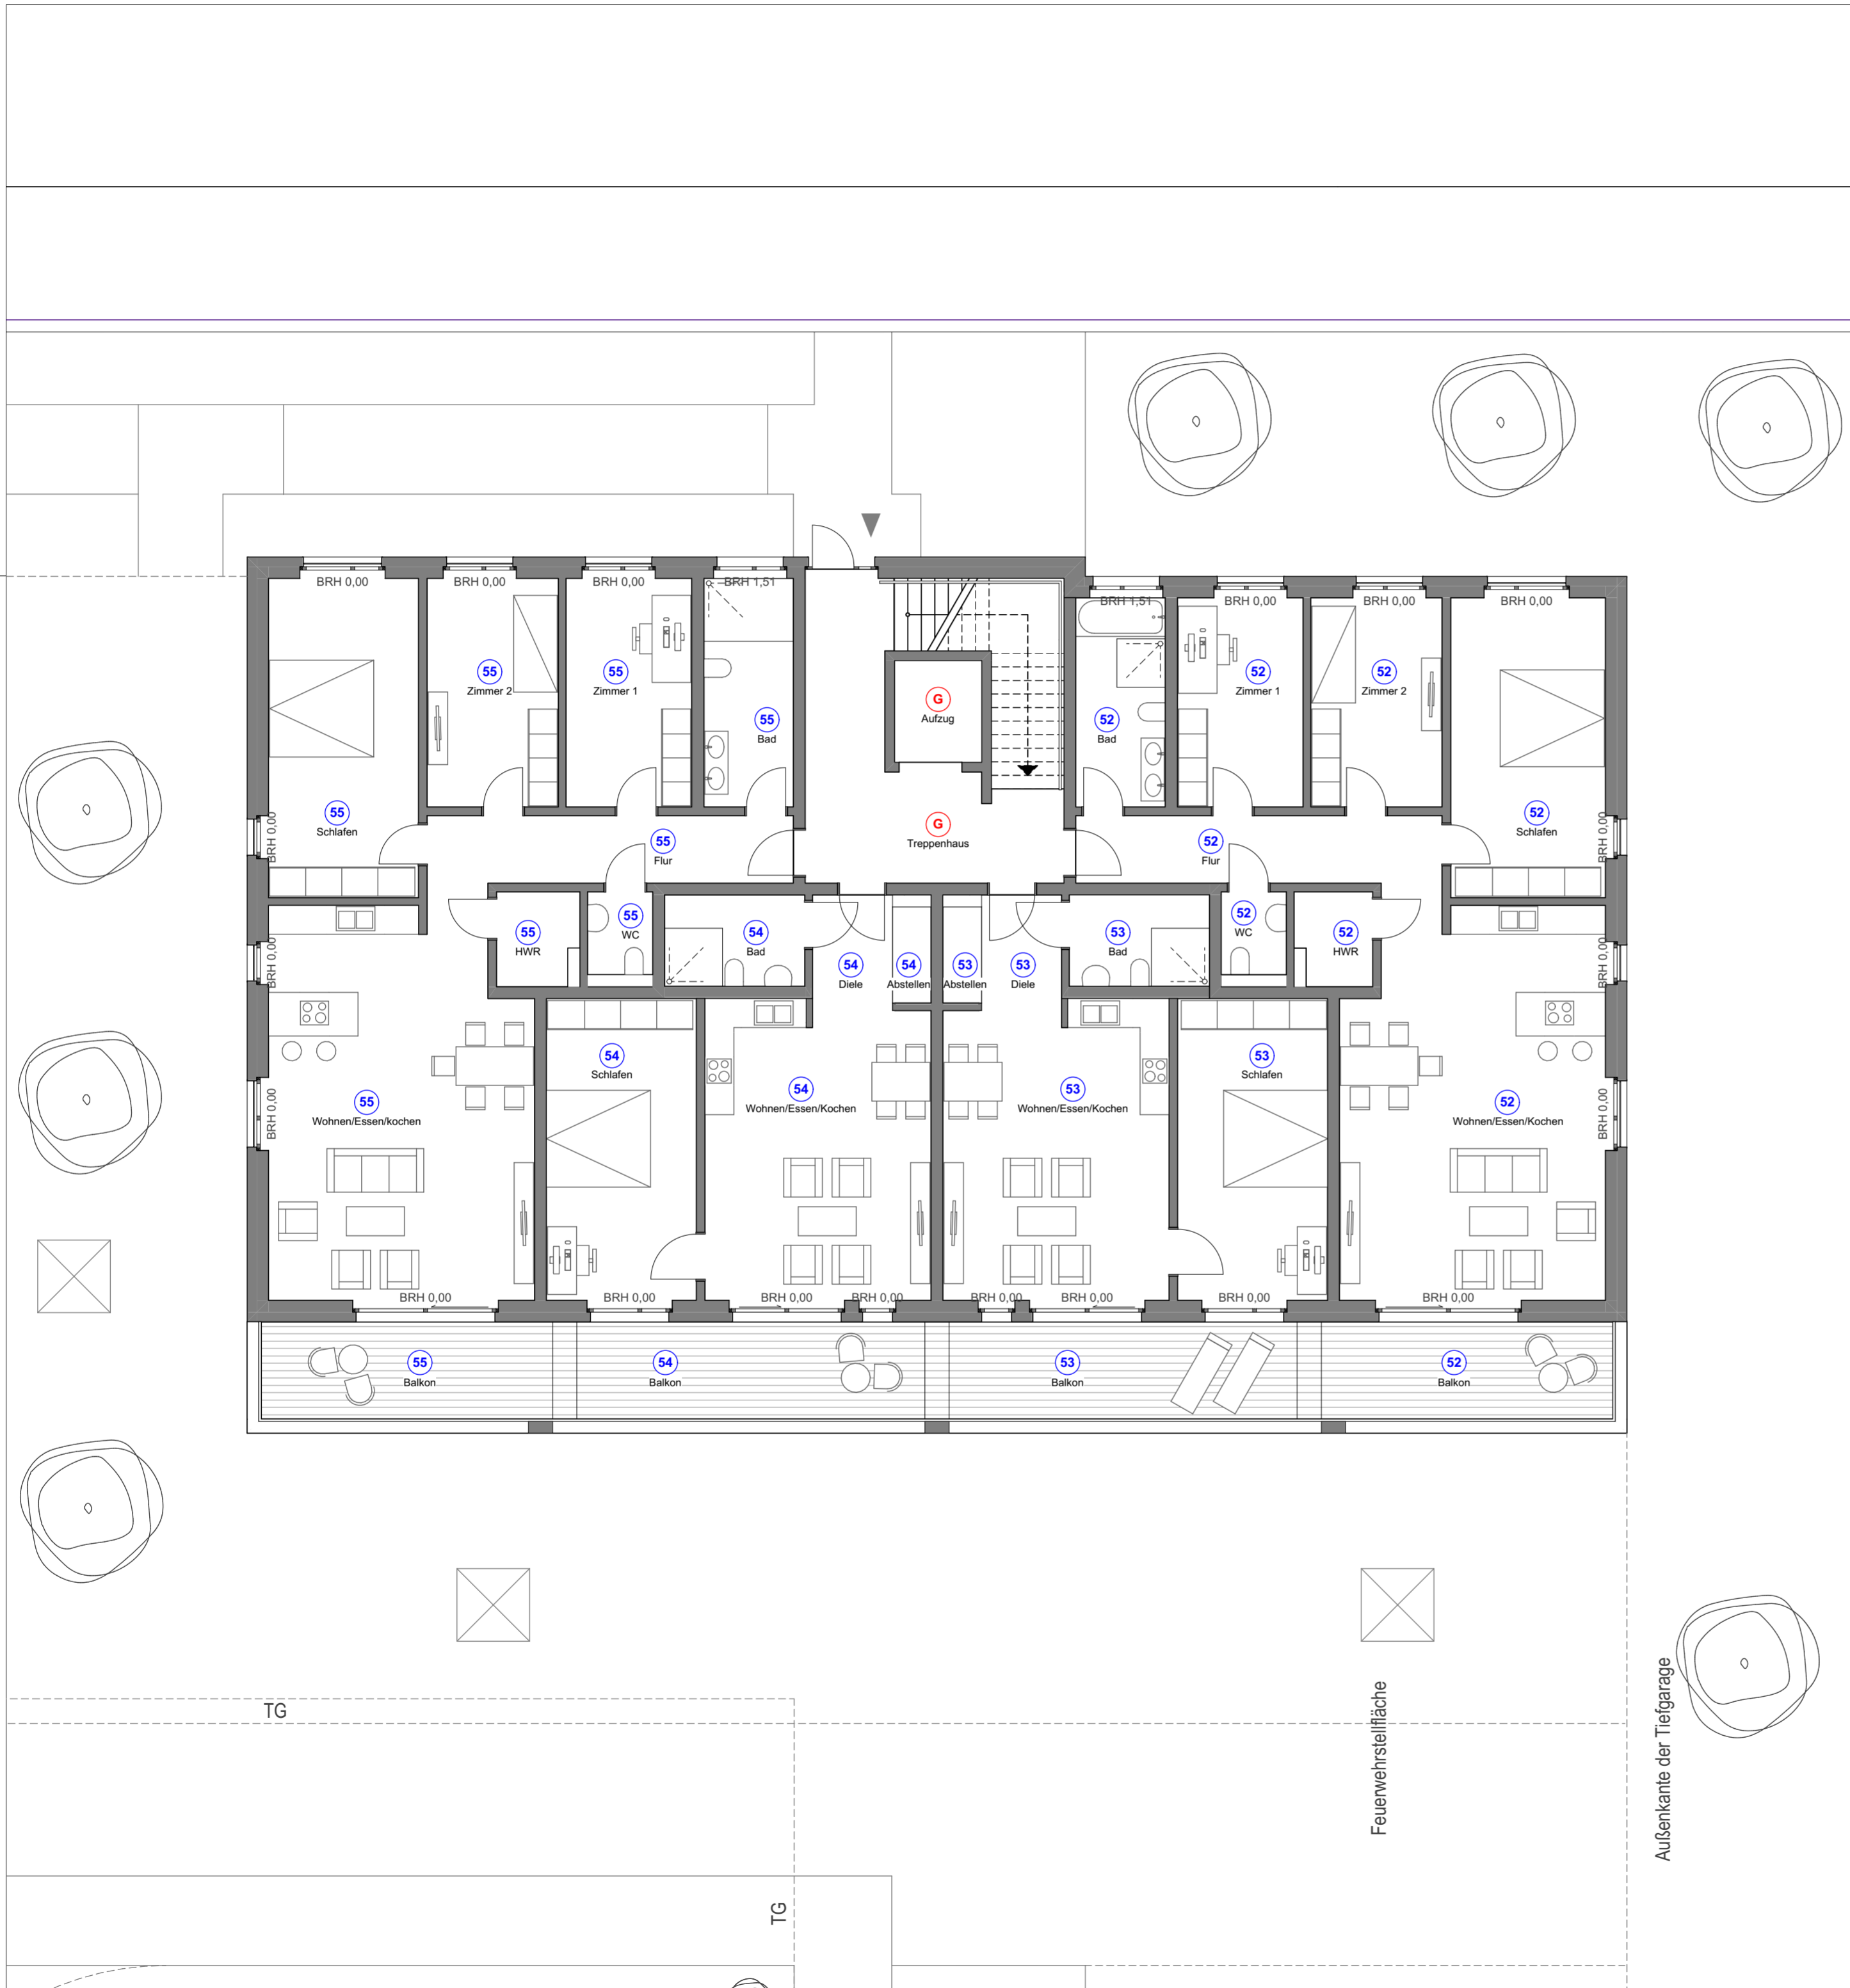 BRH 0,00
BRH 0,00
BRH 0,00
BRH 1,51
BRH 1,51
BRH 0,00
BRH 0,00
BRH 0,00
55
Zimmer 2
55
Zimmer 1
55
Bad
G
Aufzug
52
Bad
52
Zimmer 1
52
Zimmer 2
55
Schlafen
BRH 0,00
55
Flur
G
Treppenhaus
52
Flur
52
Schlafen
BRH 0,00
BRH 0,00
55
HWR
55
WC
54
Bad
54
Diele
54
Abstellen
53
Abstellen
53
Diele
53
Bad
52
WC
52
HWR
BRH 0,00
BRH 0,00
55
Wohnen/Essen/kochen
54
Schlafen
54
Wohnen/Essen/Kochen
53
Wohnen/Essen/Kochen
53
Schlafen
52
Wohnen/Essen/Kochen
BRH 0,00
BRH 0,00
BRH 0,00
BRH 0,00
BRH 0,00
BRH 0,00
BRH 0,00
BRH 0,00
BRH 0,00
55
Balkon
54
Balkon
53
Balkon
52
Balkon
TG
Feuerwehrstellfläche
Außenkante der Tiefgarage
TG